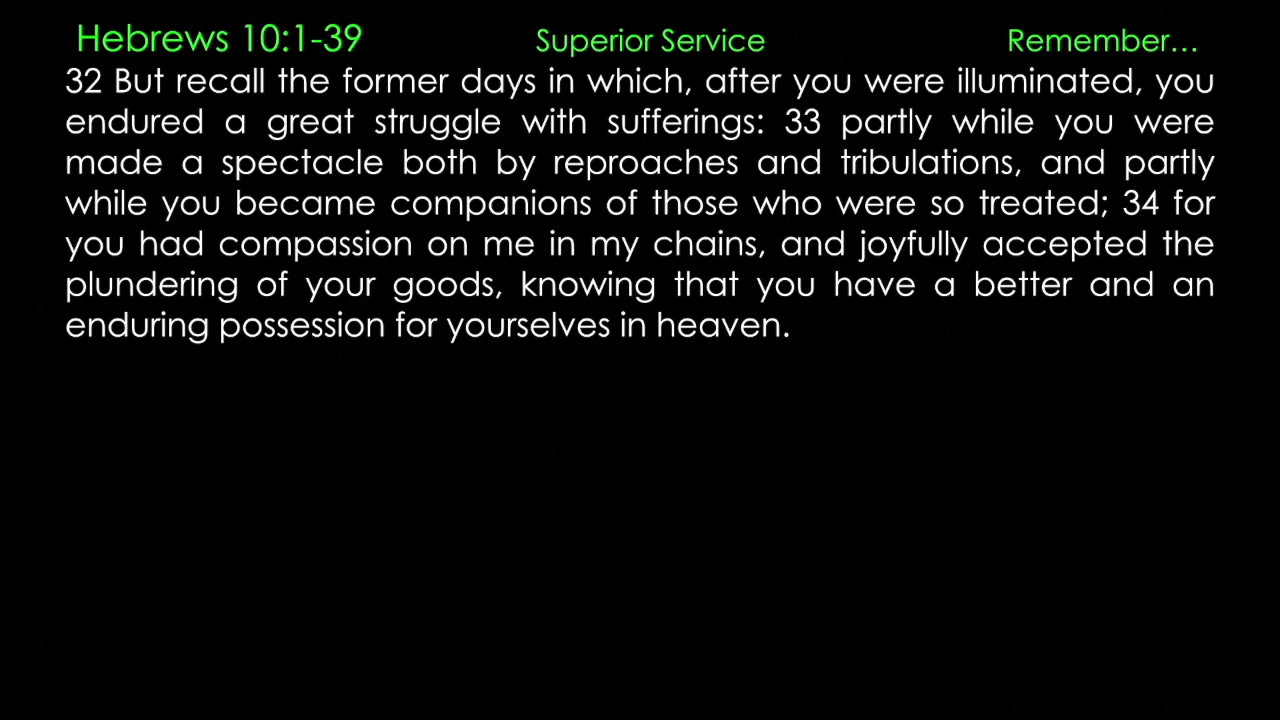 Hebrews 10:1-39 Superior Service Remember...
32 But recall the former days in which, after you were illuminated, you
endured a great struggle with sufferings: 33 partly while you were
made a spectacle both by reproaches and tribulations, and partly
while you became companions of those who were so treated; 34 for
you had compassion on me in my chains, and joyfully accepted the
plundering of your goods, knowing that you have a better and an
enduring possession for yourselves in heaven.